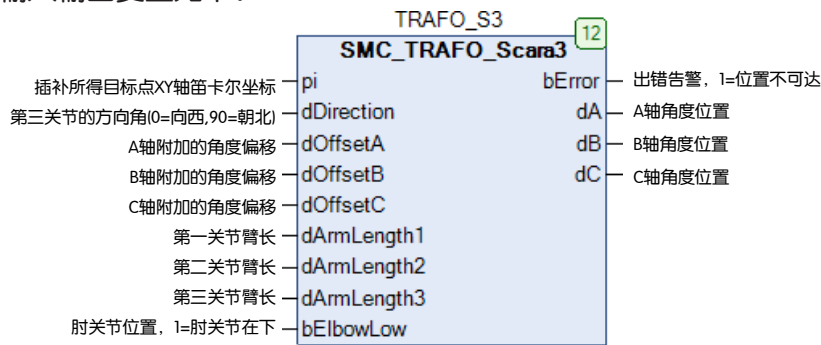 TRAFO_S3
12
SMC_TRAFO_Scara3
插补所得目标点XY轴笛卡尔坐标 pi bError 出错告警，1=位置不可达
第三关节的方向角(0=向西,90=朝北) dDirection dA A轴角度位置
A轴附加的角度偏移 dOffsetA dB B轴角度位置
B轴附加的角度偏移 dOffsetB dC C轴角度位置
C轴附加的角度偏移 dOffsetC
第一关节臂长 dArmLength1
第二关节臂长 dArmLength2
第三关节臂长 dArmLength3
肘关节位置，1=肘关节在下 bElbowLow